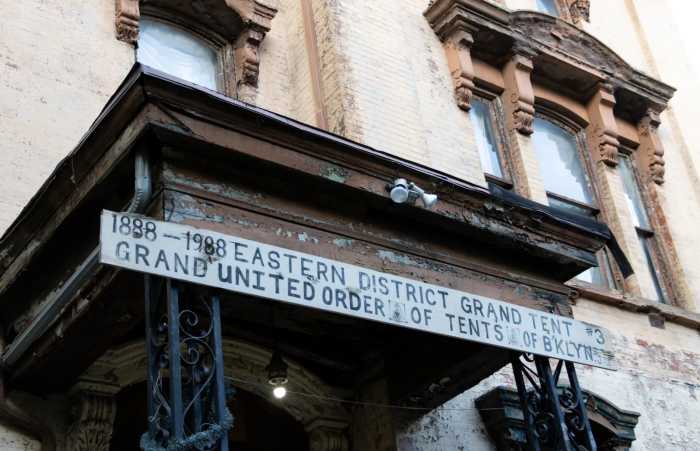 1888 — 1988 EASTERN DISTRICT GRAND TENT #3
GRAND UNITED ORDER OF TENTS OF B'KLYN